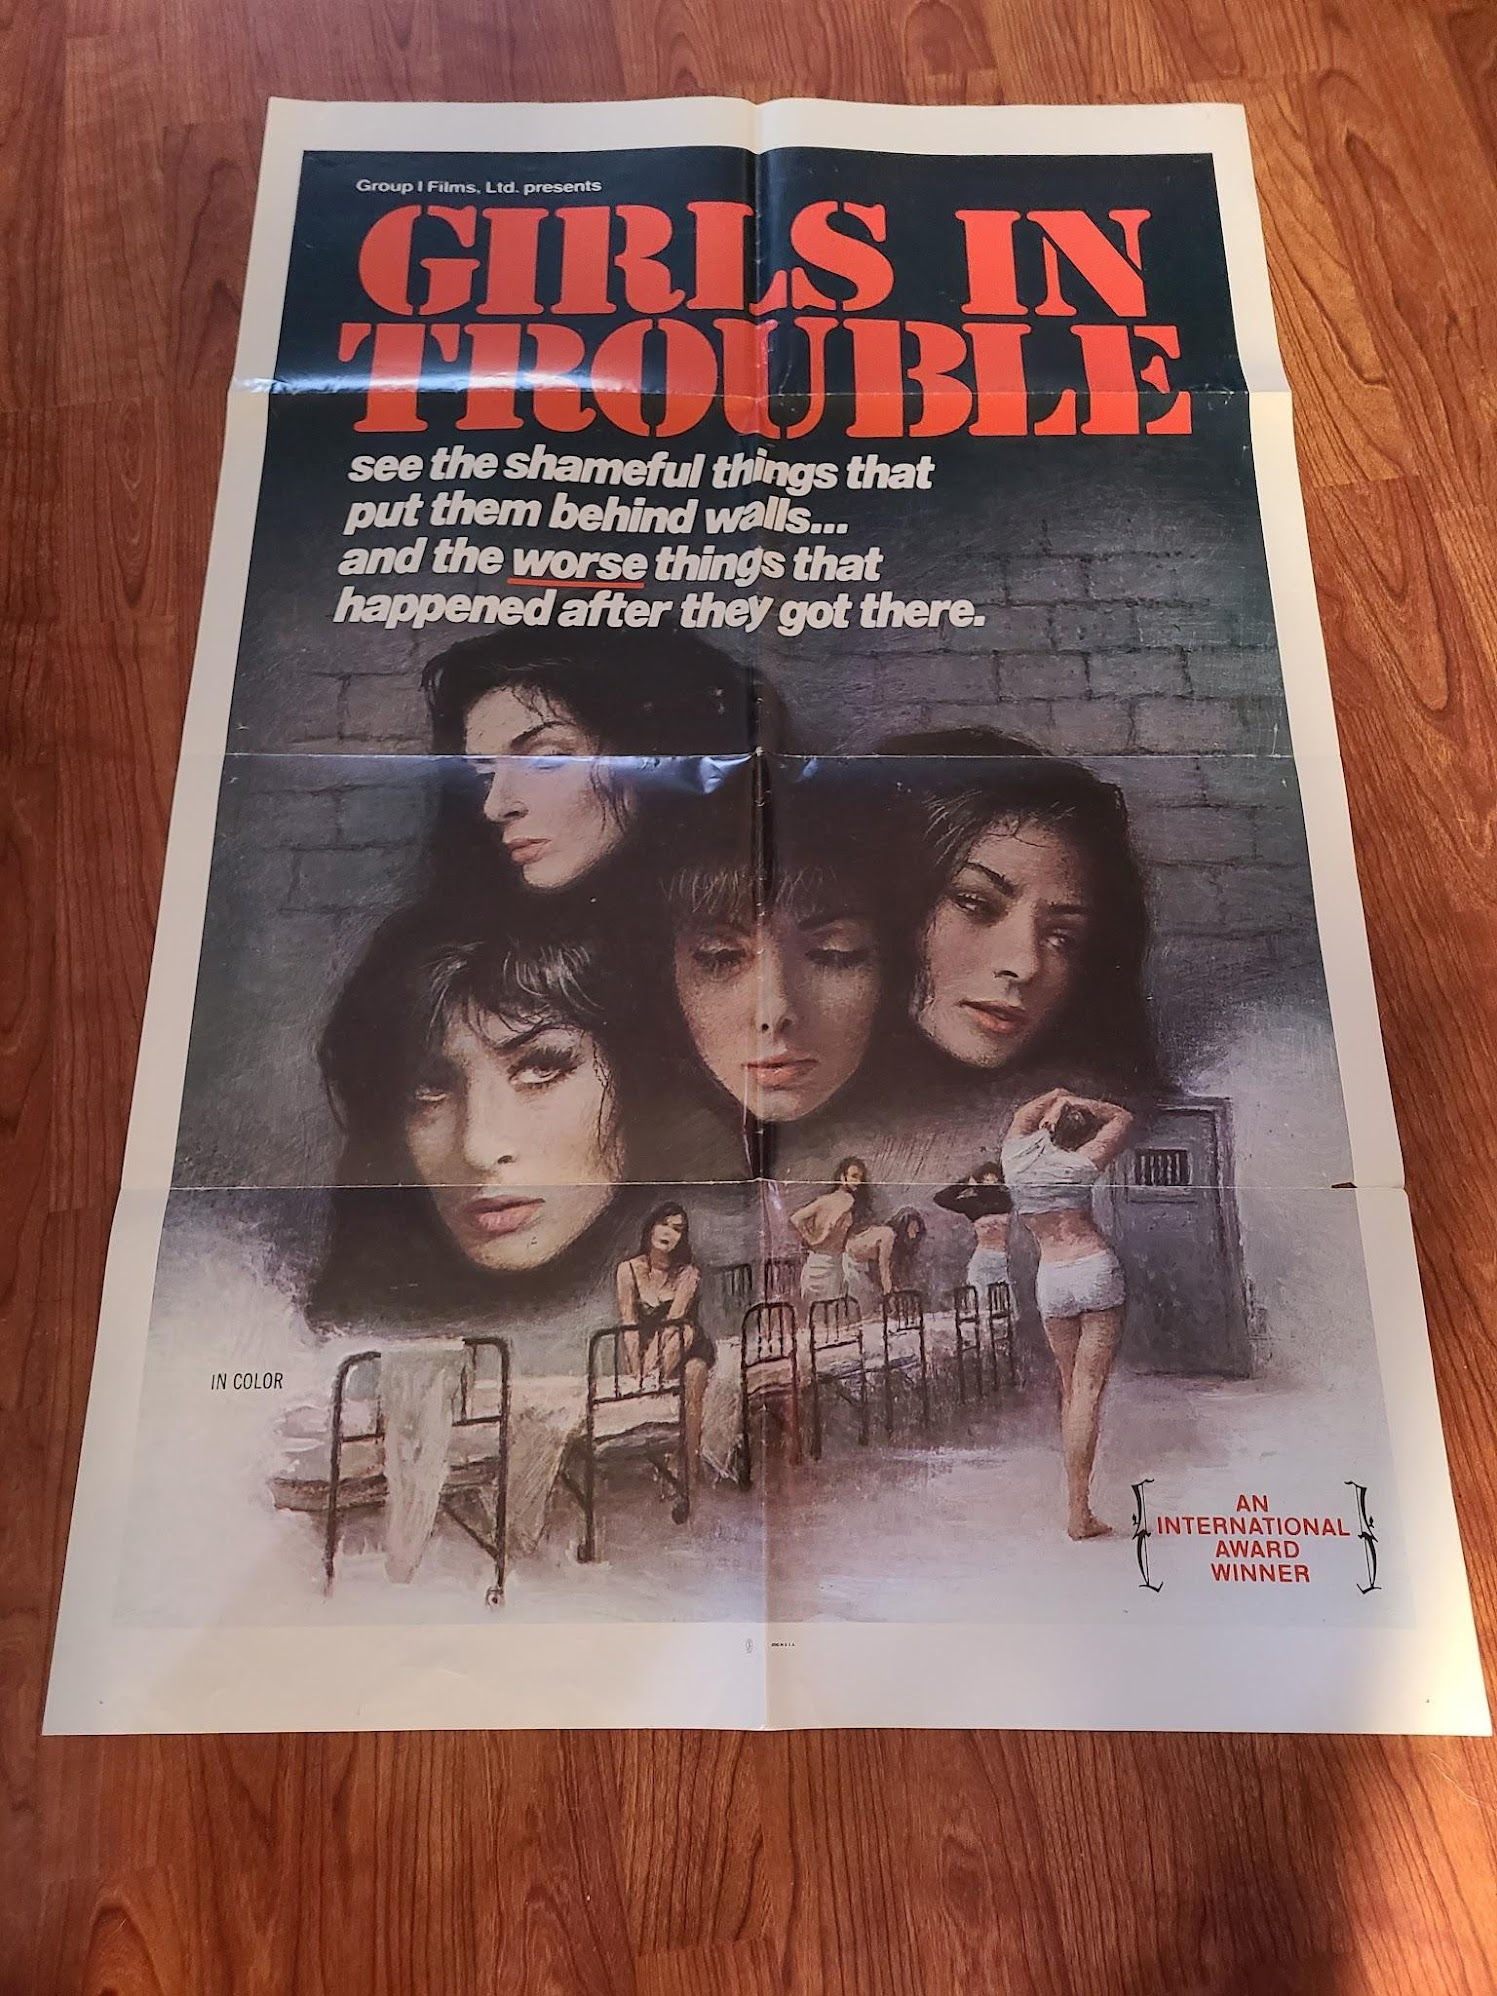 Group I Films, Ltd. presents
GIRLS IN
TROUBLE
see the shameful things that
put them behind walls...
and the worse things that
happened after they got there.
IN COLOR
AN
INTERNATIONAL
AWARD
WINNER